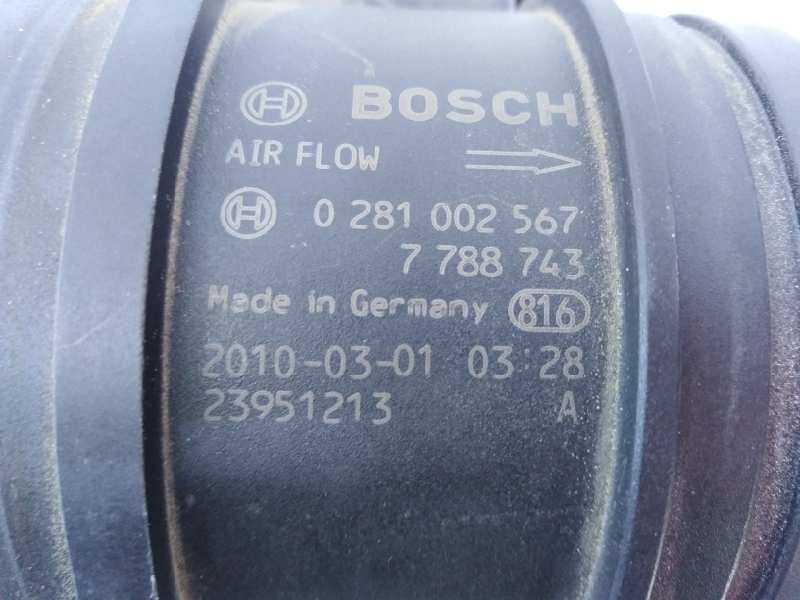 BOSCH
AIR FLOW
0 281 002 567
7 788 743
Made in Germany 816
2010-03-01 03:28
23951213 A